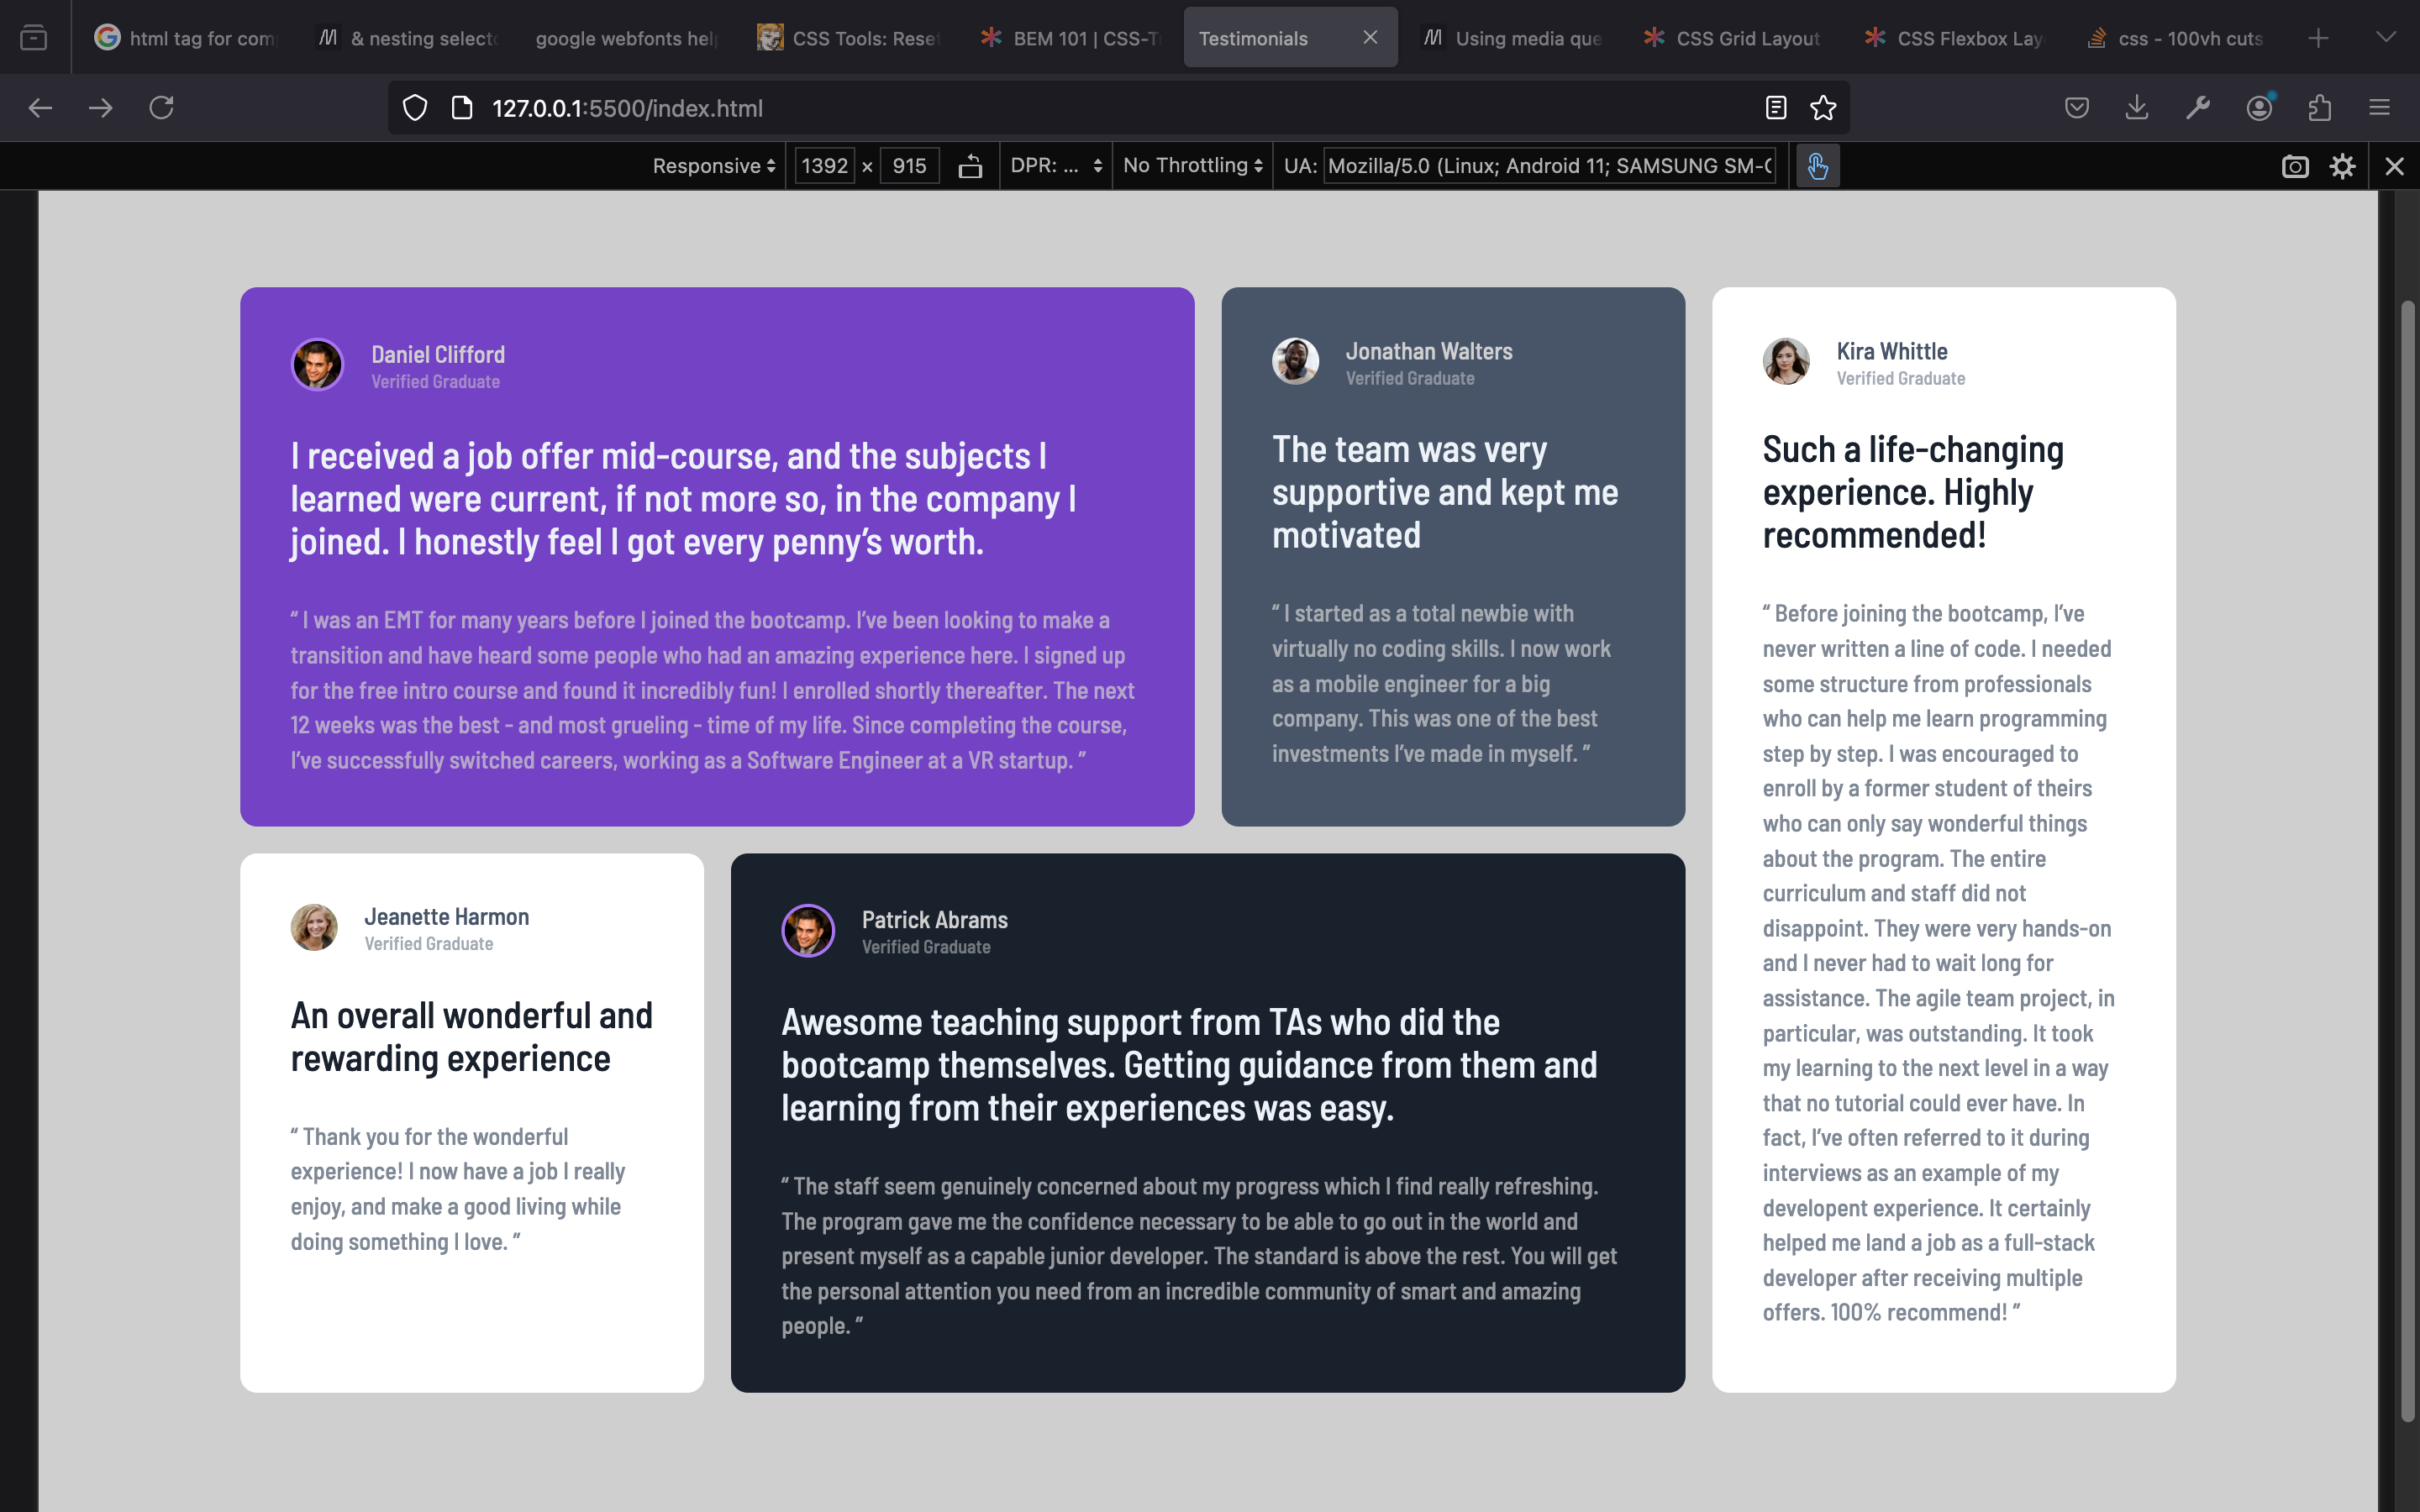 html tag for com
& nesting select
google webfonts help
CSS Tools: Reset
BEM 101 | CSS-T
Testimonials
Using media que
CSS Grid Layout
CSS Flexbox Lay
css - 100vh cuts
127.0.0.1:5500/index.html
Responsive 1392 × 915 DPR: ... No Throttling UA: Mozilla/5.0 (Linux; Android 11; SAMSUNG SM-G
Daniel Clifford
Verified Graduate
I received a job offer mid-course, and the subjects I
learned were current, if not more so, in the company I
joined. I honestly feel I got every penny’s worth.
“ I was an EMT for many years before I joined the bootcamp. I’ve been looking to make a
transition and have heard some people who had an amazing experience here. I signed up
for the free intro course and found it incredibly fun! I enrolled shortly thereafter. The next
12 weeks was the best - and most grueling - time of my life. Since completing the course,
I’ve successfully switched careers, working as a Software Engineer at a VR startup. ”
Jonathan Walters
Verified Graduate
The team was very
supportive and kept me
motivated
“ I started as a total newbie with
virtually no coding skills. I now work
as a mobile engineer for a big
company. This was one of the best
investments I’ve made in myself. ”
Kira Whittle
Verified Graduate
Such a life-changing
experience. Highly
recommended!
“ Before joining the bootcamp, I’ve
never written a line of code. I needed
some structure from professionals
who can help me learn programming
step by step. I was encouraged to
enroll by a former student of theirs
who can only say wonderful things
about the program. The entire
curriculum and staff did not
disappoint. They were very hands-on
and I never had to wait long for
assistance. The agile team project, in
particular, was outstanding. It took
my learning to the next level in a way
that no tutorial could ever have. In
fact, I’ve often referred to it during
interviews as an example of my
developent experience. It certainly
helped me land a job as a full-stack
developer after receiving multiple
offers. 100% recommend! ”
Jeanette Harmon
Verified Graduate
An overall wonderful and
rewarding experience
“ Thank you for the wonderful
experience! I now have a job I really
enjoy, and make a good living while
doing something I love. ”
Patrick Abrams
Verified Graduate
Awesome teaching support from TAs who did the
bootcamp themselves. Getting guidance from them and
learning from their experiences was easy.
“ The staff seem genuinely concerned about my progress which I find really refreshing.
The program gave me the confidence necessary to be able to go out in the world and
present myself as a capable junior developer. The standard is above the rest. You will get
the personal attention you need from an incredible community of smart and amazing
people. ”